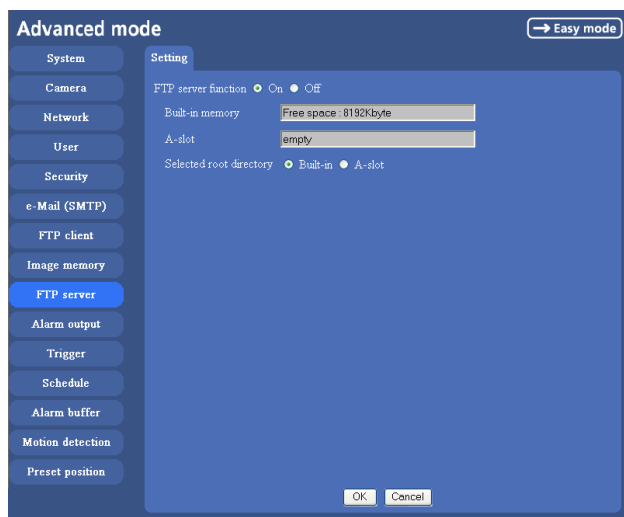 Advanced mode
→ Easy mode
System
Camera
Network
User
Security
e-Mail (SMTP)
FTP client
Image memory
FTP server
Alarm output
Trigger
Schedule
Alarm buffer
Motion detection
Preset position
Setting
FTP server function On Off
Built-in memory Free space : 8192Kbyte
A-slot empty
Selected root directory Built-in A-slot
OK Cancel